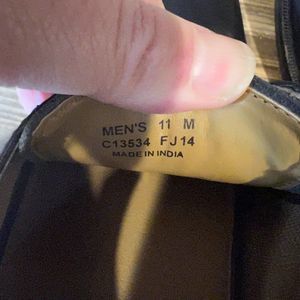 MEN'S 11 M
C13534 FJ14
MADE IN INDIA